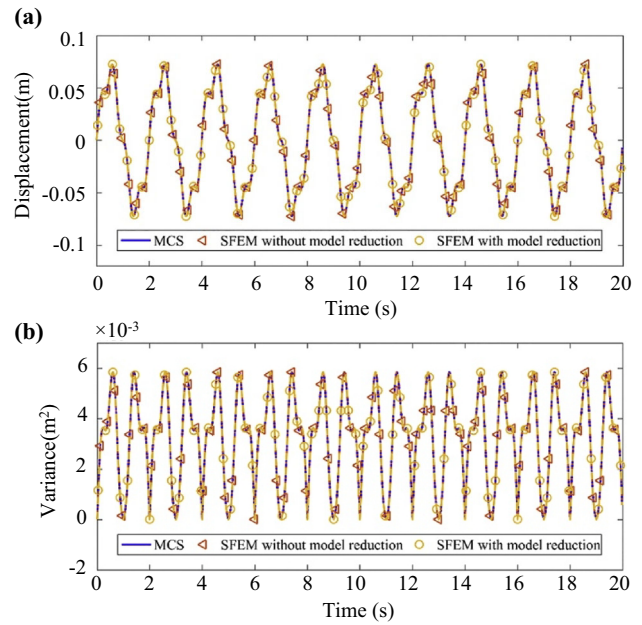 (a)
0.1
0.05
0
-0.05
-0.1
Displacement(m)
MCS SFEM without model reduction SFEM with model reduction
0 2 4 6 8 10 12 14 16 18 20
Time (s)
(b)
×10⁻³
6
4
2
0
-2
Variance(m²)
MCS SFEM without model reduction SFEM with model reduction
0 2 4 6 8 10 12 14 16 18 20
Time (s)